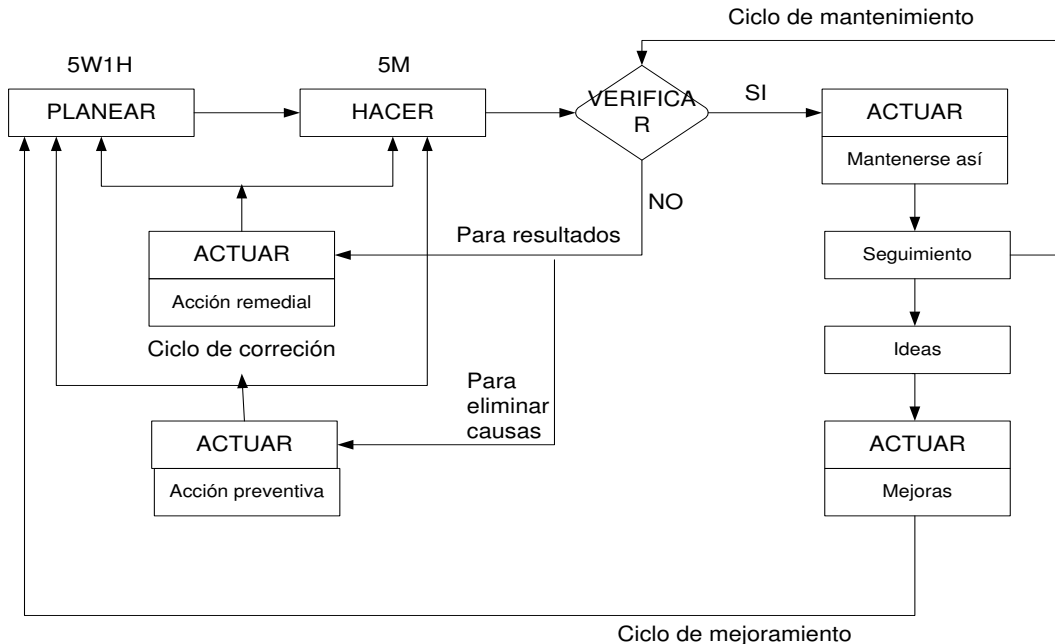 Ciclo de mantenimiento
5W1H
5M
PLANEAR
HACER
VERIFICA
R
SI
ACTUAR
Mantenerse así
NO
Para resultados
ACTUAR
Acción remedial
Seguimiento
Ciclo de correción
Ideas
Para
eliminar
causas
ACTUAR
Acción preventiva
ACTUAR
Mejoras
Ciclo de mejoramiento